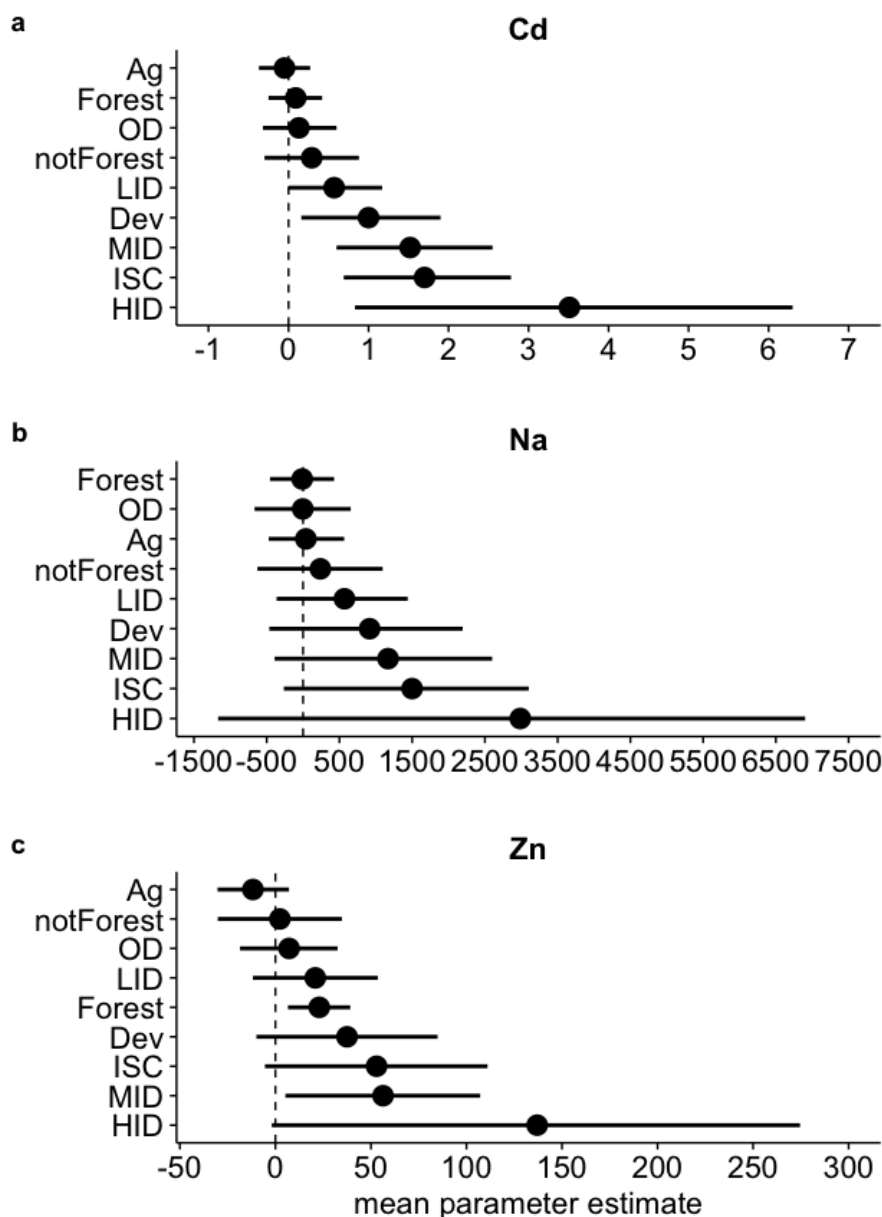 a
Cd
Ag
Forest
OD
notForest
LID
Dev
MID
ISC
HID
-1 0 1 2 3 4 5 6 7
b
Na
Forest
OD
Ag
notForest
LID
Dev
MID
ISC
HID
-1500 -500 500 1500 2500 3500 4500 5500 6500 7500
c
Zn
Ag
notForest
OD
LID
Forest
Dev
ISC
MID
HID
-50 0 50 100 150 200 250 300
mean parameter estimate